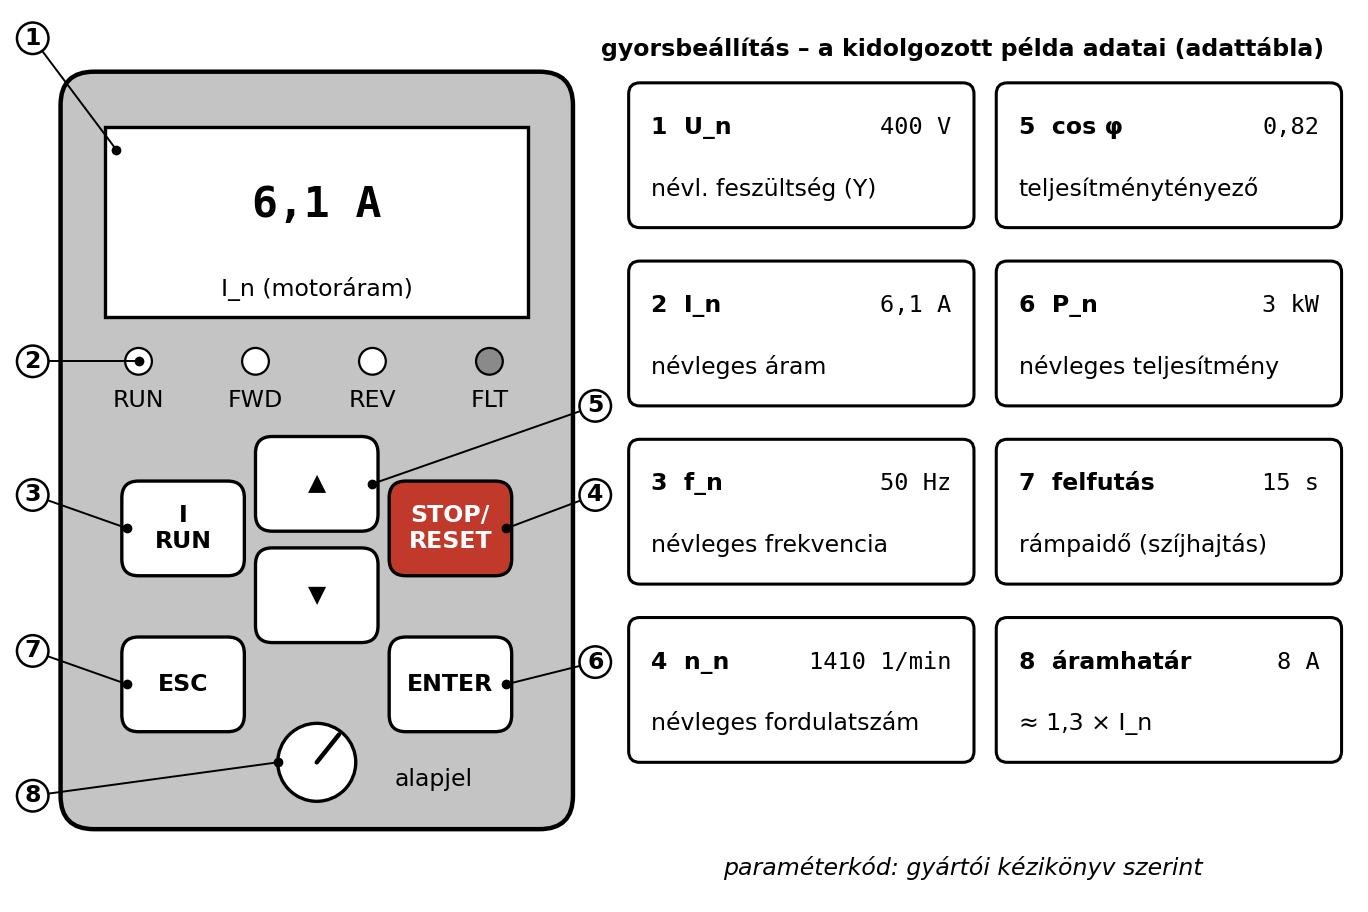 1
6,1 A
I_n (motoráram)
2
RUN FWD REV FLT
5
3
I
RUN
▲
STOP/
RESET
4
▼
7
ESC
ENTER
6
8
alapjel
gyorsbeállítás – a kidolgozott példa adatai (adattábla)
1 U_n 400 V
névl. feszültség (Y)
5 cos φ 0,82
teljesítménytényező
2 I_n 6,1 A
névleges áram
6 P_n 3 kW
névleges teljesítmény
3 f_n 50 Hz
névleges frekvencia
7 felfutás 15 s
rámpaidő (szíjhajtás)
4 n_n 1410 1/min
névleges fordulatszám
8 áramhatár 8 A
≈ 1,3 × I_n
paraméterkód: gyártói kézikönyv szerint